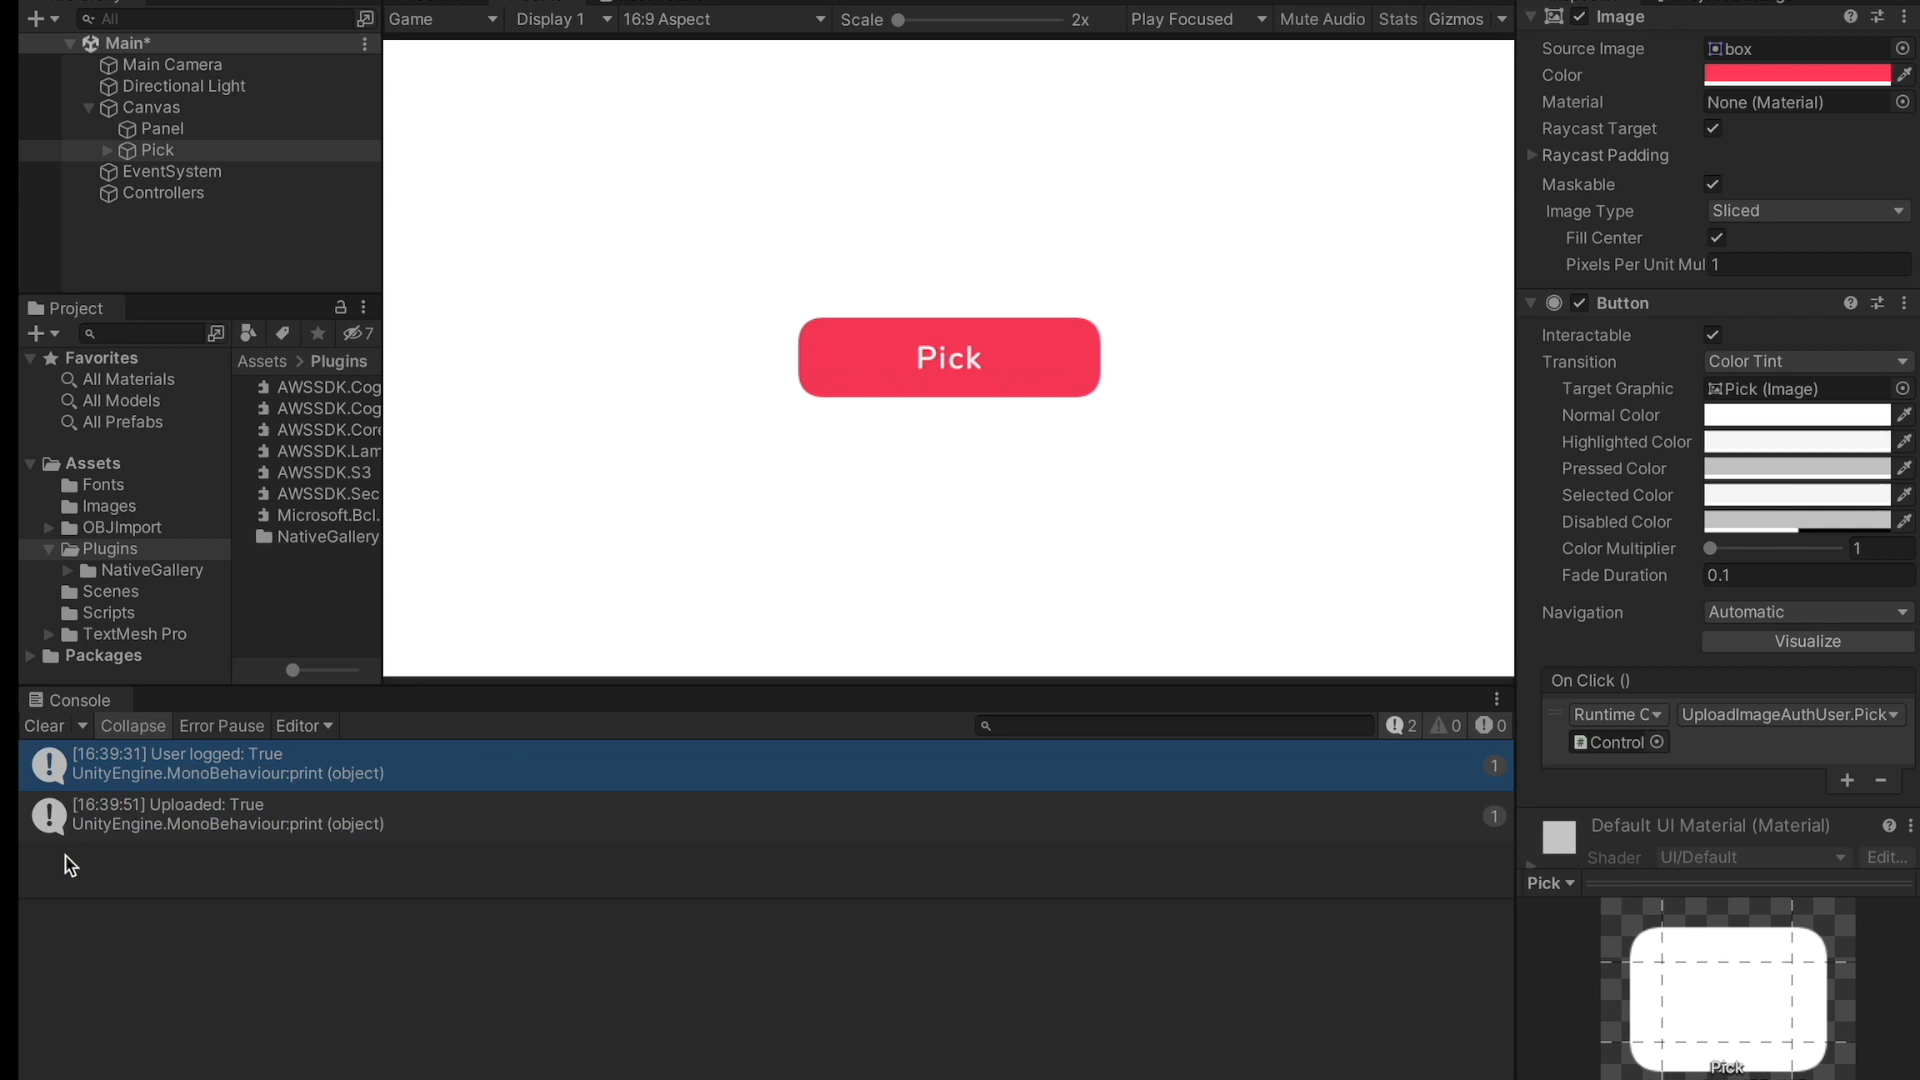 All
Main*
Main Camera
Directional Light
Canvas
Panel
Pick
EventSystem
Controllers
Project
7
Favorites
All Materials
All Models
All Prefabs
Assets
Fonts
Images
OBJImport
Plugins
NativeGallery
Scenes
Scripts
TextMesh Pro
Packages
Assets > Plugins
AWSSDK.Cog
AWSSDK.Cog
AWSSDK.Core
AWSSDK.Lam
AWSSDK.S3
AWSSDK.Sec
Microsoft.Bcl.
NativeGallery
Game Display 1 16:9 Aspect Scale 2x Play Focused Mute Audio Stats Gizmos
Pick
Console
Clear Collapse Error Pause Editor 2 0 0
[16:39:31] User logged: True
UnityEngine.MonoBehaviour:print (object) 1
[16:39:51] Uploaded: True
UnityEngine.MonoBehaviour:print (object) 1
Image
Source Image box
Color
Material None (Material)
Raycast Target
Raycast Padding
Maskable
Image Type Sliced
Fill Center
Pixels Per Unit Mul 1
Button
Interactable
Transition Color Tint
Target Graphic Pick (Image)
Normal Color
Highlighted Color
Pressed Color
Selected Color
Disabled Color
Color Multiplier 1
Fade Duration 0.1
Navigation Automatic
Visualize
On Click ()
Runtime C UploadImageAuthUser.Pick
Control
+ −
Default UI Material (Material)
Shader UI/Default Edit...
Pick
Pick